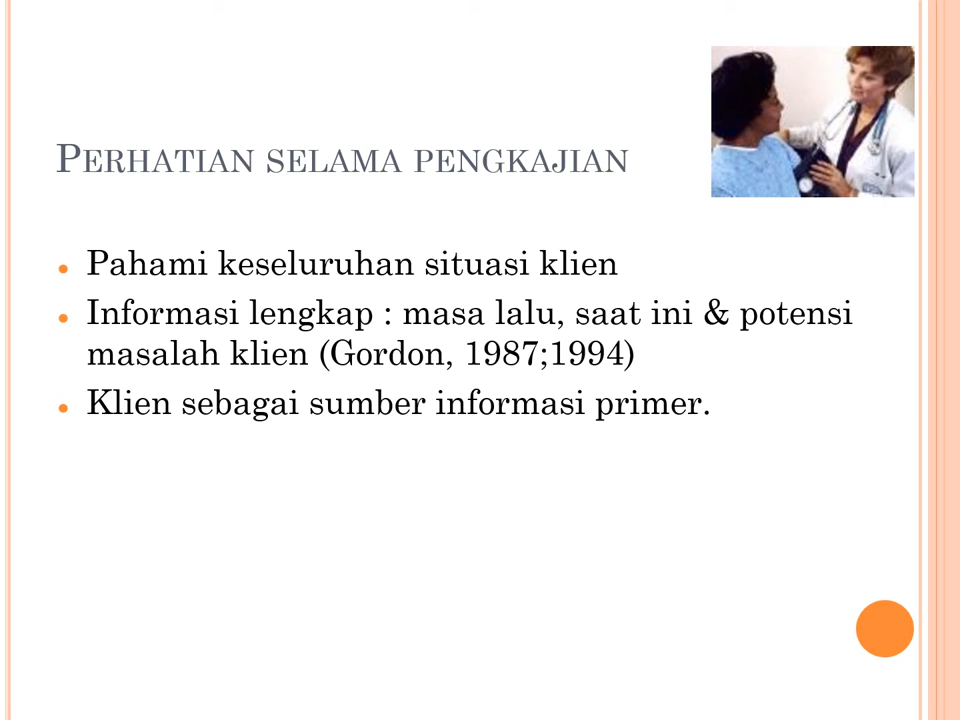 PERHATIAN SELAMA PENGKAJIAN
Pahami keseluruhan situasi klien
Informasi lengkap : masa lalu, saat ini & potensi
masalah klien (Gordon, 1987;1994)
Klien sebagai sumber informasi primer.